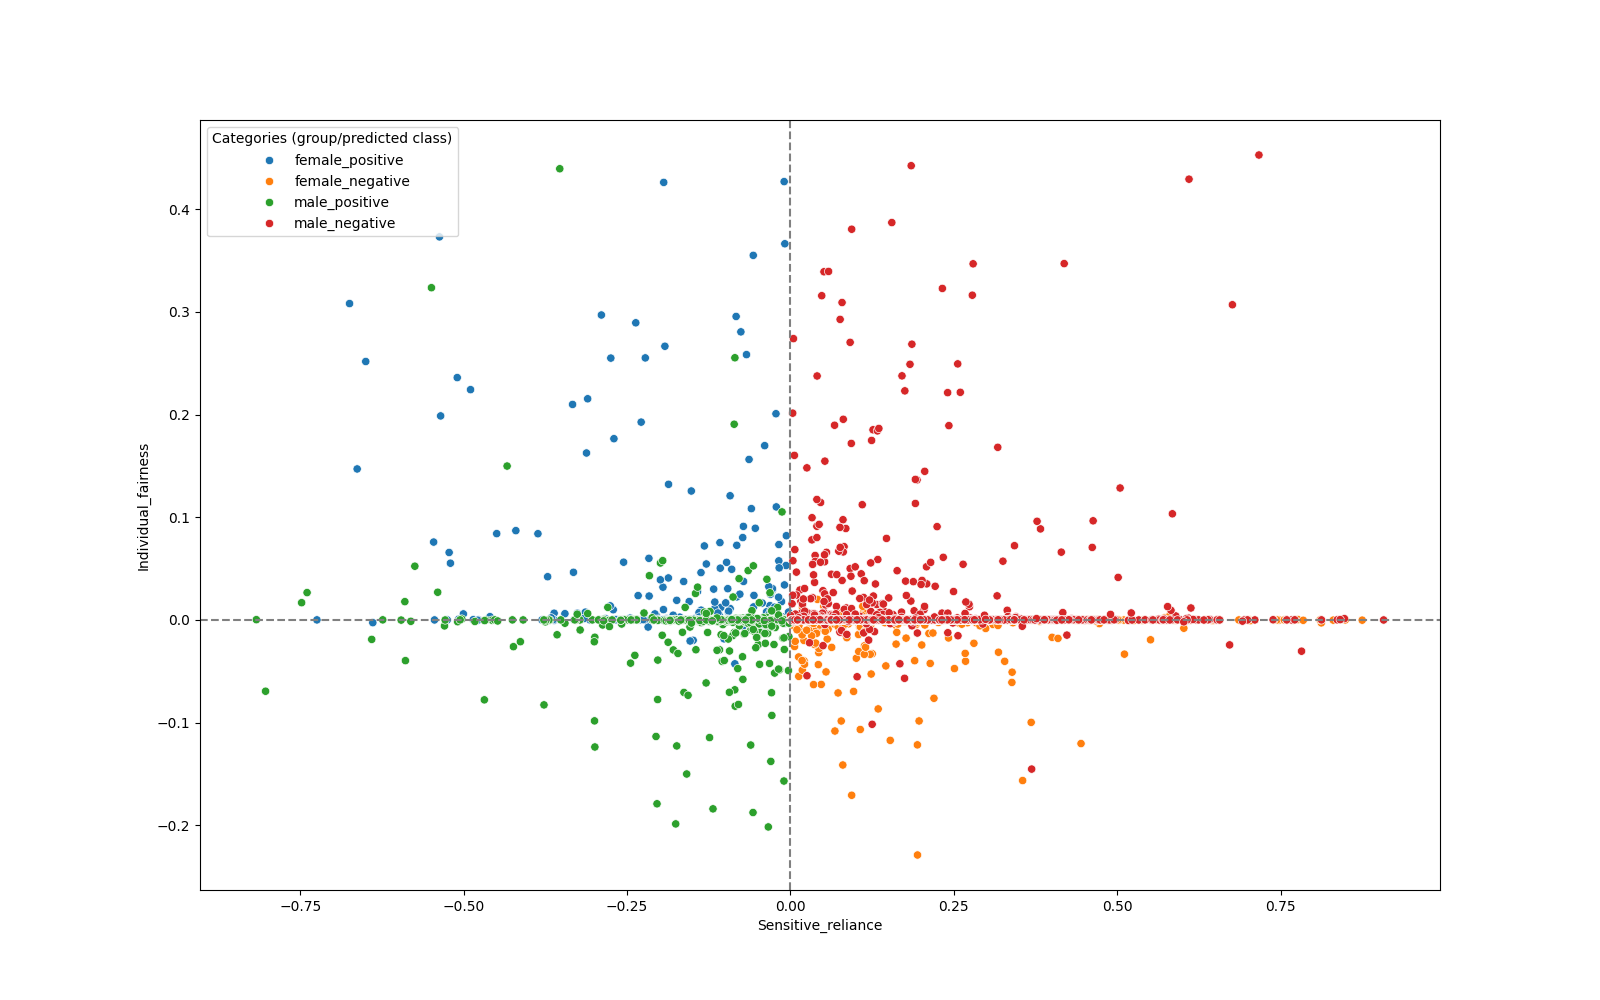 Categories (group/predicted class)
female_positive
female_negative
male_positive
male_negative
Individual_fairness
0.4
0.3
0.2
0.1
0.0
−0.1
−0.2
−0.75
−0.50
−0.25
0.00
0.25
0.50
0.75
Sensitive_reliance